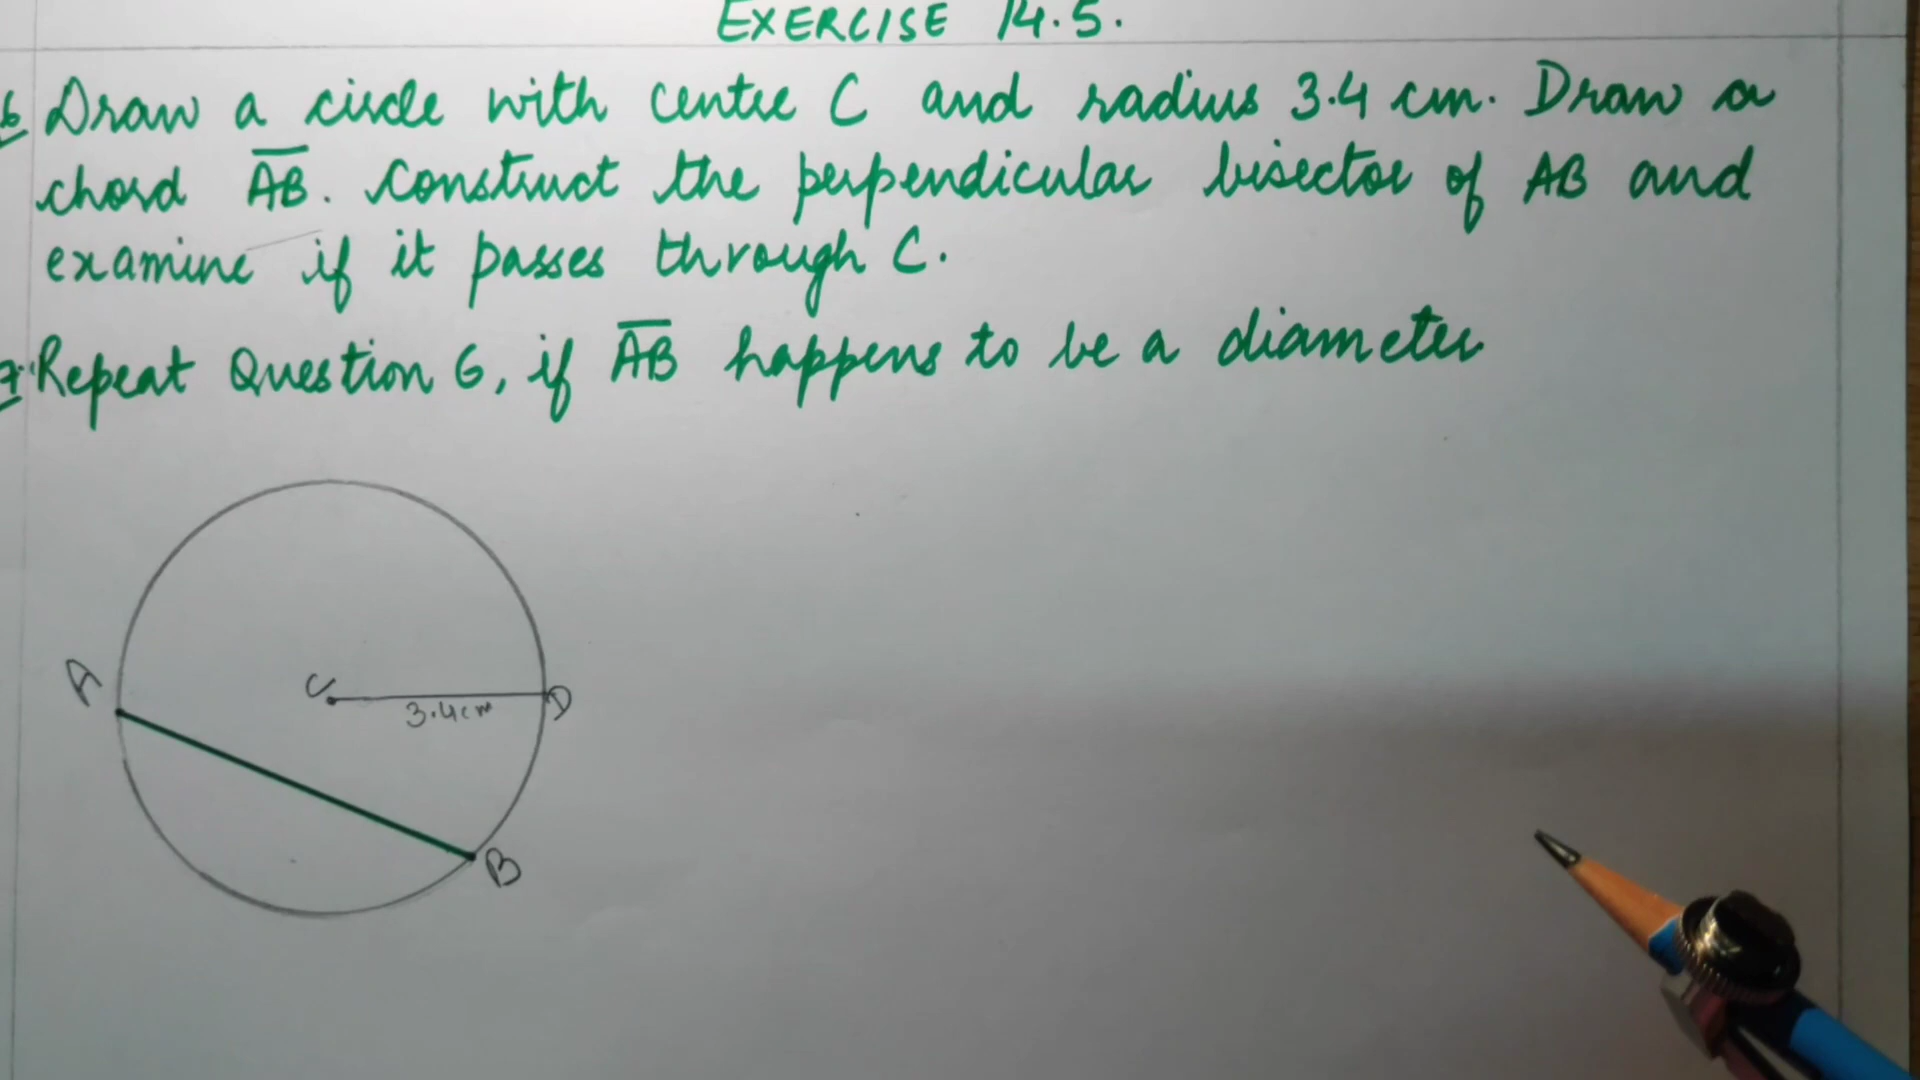 EXERCISE 14.5.
6 Draw a circle with centre C and radius 3.4 cm. Draw a
chord AB. Construct the perpendicular bisector of AB and
examine if it passes through C.
7. Repeat Question 6, if AB happens to be a diameter
A
C
3.4cm
D
B